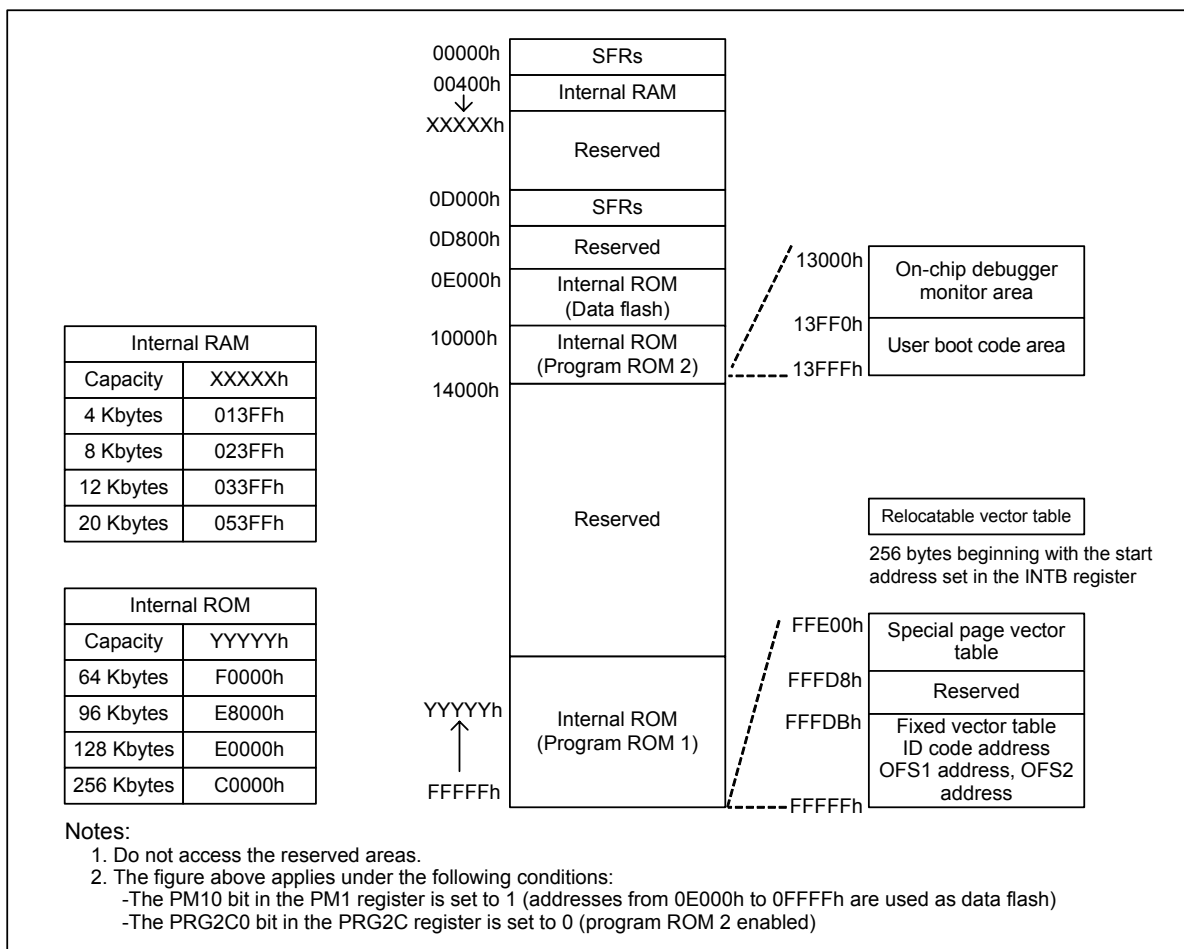 00000h
SFRs
00400h
Internal RAM
XXXXXh
Reserved
0D000h
SFRs
0D800h
Reserved
0E000h
Internal ROM
(Data flash)
10000h
Internal ROM
(Program ROM 2)
14000h
Reserved
YYYYYh
Internal ROM
(Program ROM 1)
FFFFFh
13000h
On-chip debugger
monitor area
13FF0h
User boot code area
13FFFh
Internal RAM
Capacity XXXXXh
4 Kbytes 013FFh
8 Kbytes 023FFh
12 Kbytes 033FFh
20 Kbytes 053FFh
Relocatable vector table
256 bytes beginning with the start
address set in the INTB register
Internal ROM
Capacity YYYYYh
64 Kbytes F0000h
96 Kbytes E8000h
128 Kbytes E0000h
256 Kbytes C0000h
FFE00h
Special page vector
table
FFFD8h
Reserved
FFFDBh
Fixed vector table
ID code address
OFS1 address, OFS2
address
FFFFFh
Notes:
1. Do not access the reserved areas.
2. The figure above applies under the following conditions:
-The PM10 bit in the PM1 register is set to 1 (addresses from 0E000h to 0FFFFh are used as data flash)
-The PRG2C0 bit in the PRG2C register is set to 0 (program ROM 2 enabled)